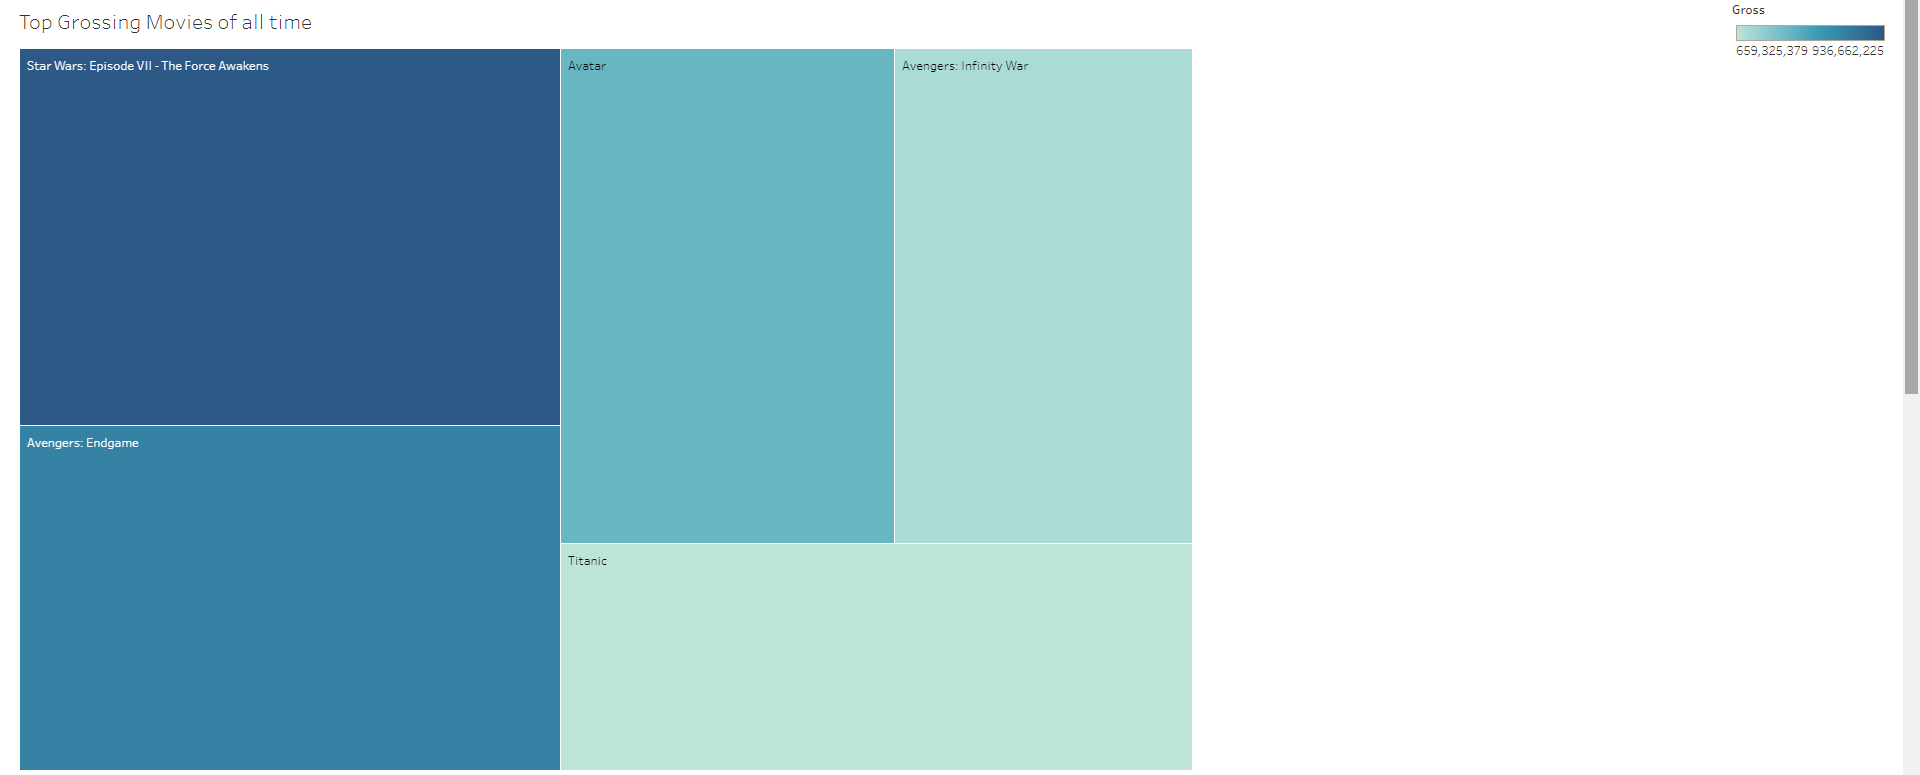 Top Grossing Movies of all time
Gross
659,325,379 936,662,225
Star Wars: Episode VII - The Force Awakens
Avatar
Avengers: Infinity War
Avengers: Endgame
Titanic